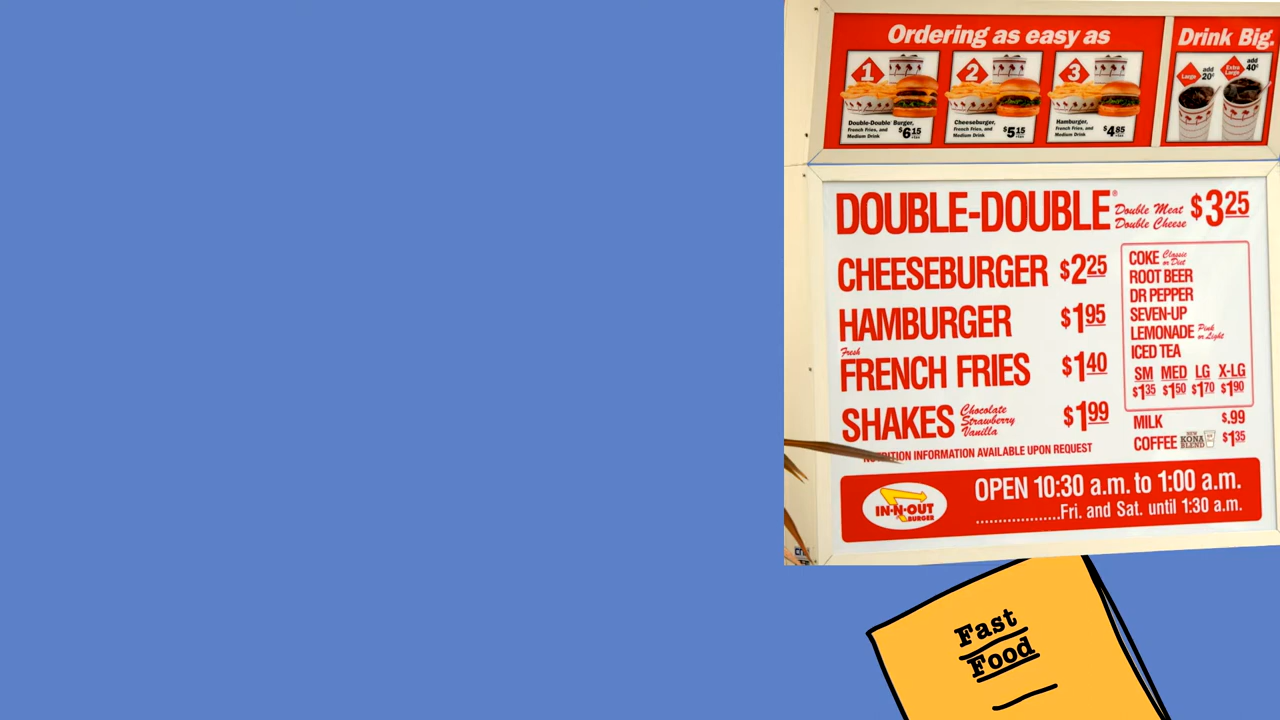 Ordering as easy as
1
Double-Double Burger,
French Fries, and
Medium Drink
$6.15
2
Cheeseburger,
French Fries, and
Medium Drink
$5.15
3
Hamburger,
French Fries, and
Medium Drink
$4.85
Drink Big.
Large
add
20¢
Extra
Large
add
40¢
DOUBLE-DOUBLE® Double Meat Double Cheese $3.25
CHEESEBURGER $2.25
HAMBURGER $1.95
Fresh
FRENCH FRIES $1.40
SHAKES Chocolate Strawberry Vanilla $1.99
NUTRITION INFORMATION AVAILABLE UPON REQUEST
COKE Classic or Diet
ROOT BEER
DR PEPPER
SEVEN-UP
LEMONADE Pink or Light
ICED TEA
SM MED LG X-LG
$1.35 $1.50 $1.70 $1.90
MILK $.99
COFFEE NEW KONA BLEND $1.35
IN-N-OUT
BURGER
OPEN 10:30 a.m. to 1:00 a.m.
.....................Fri. and Sat. until 1:30 a.m.
Fast
Food